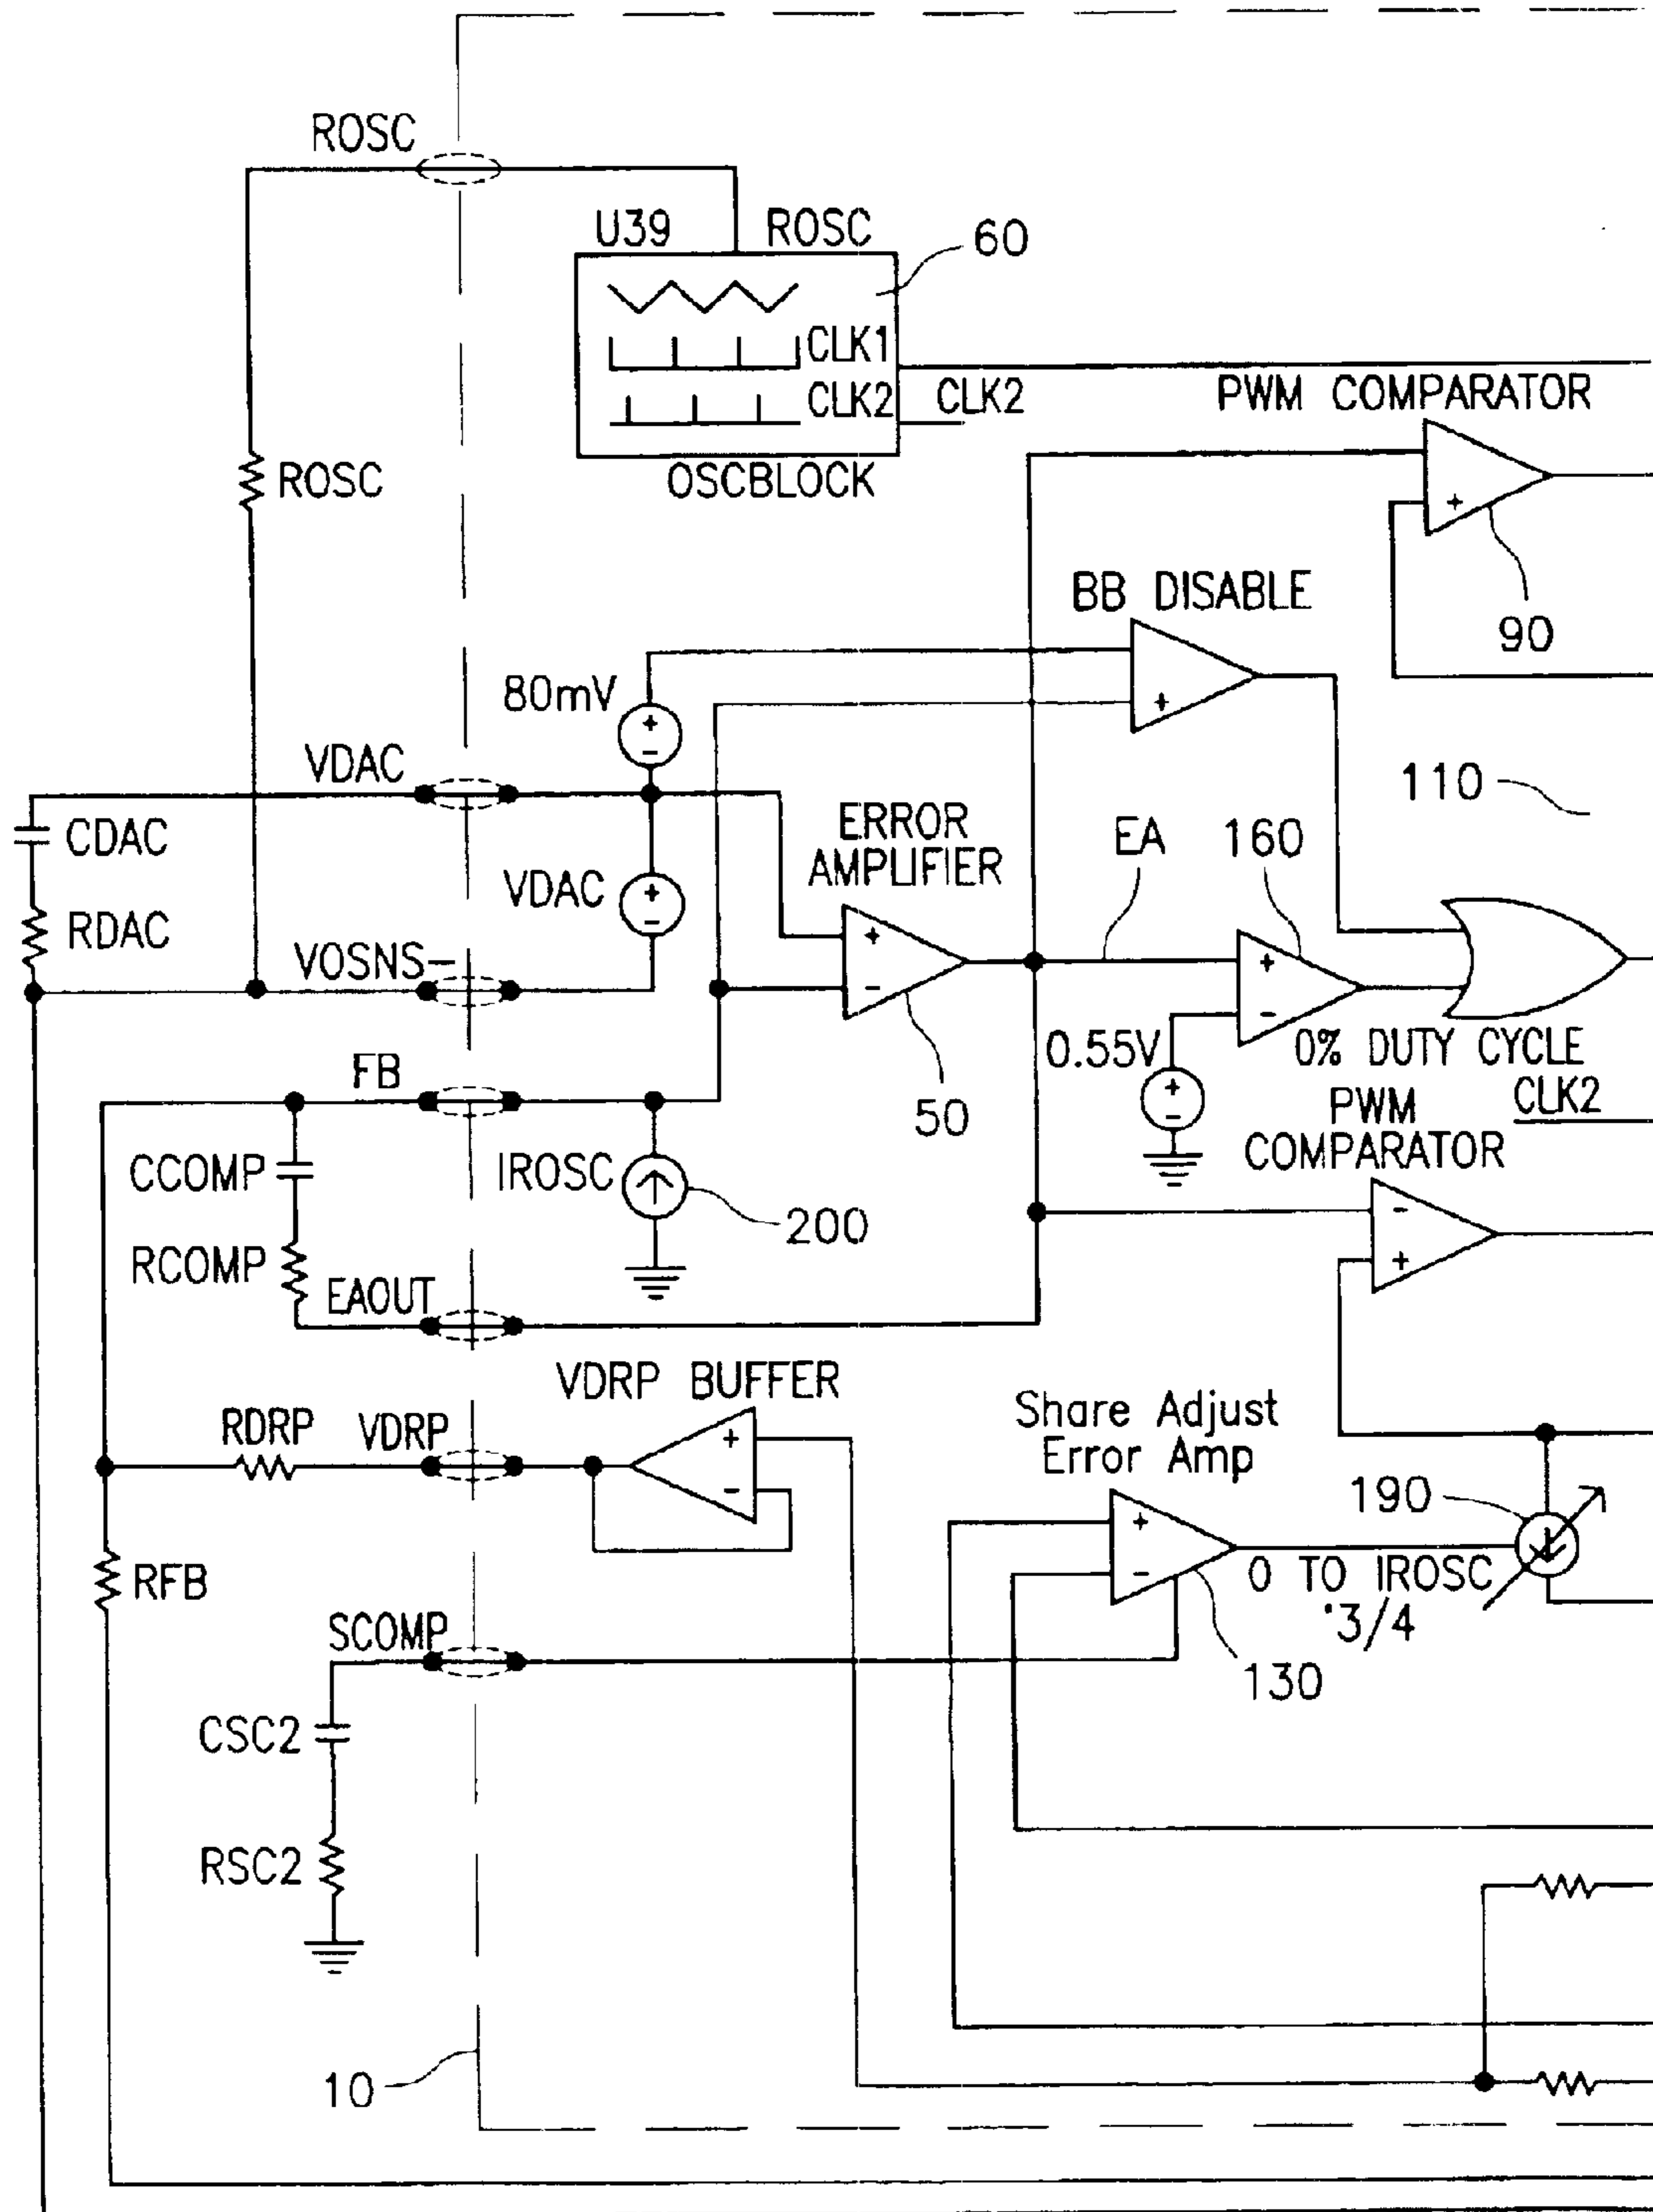 ROSC
U39 ROSC
60
CLK1
CLK2 CLK2
PWM COMPARATOR
ROSC
OSCBLOCK
+
BB DISABLE
90
80mV
+
-
+
VDAC
110
CDAC
ERROR
AMPLIFIER
EA 160
VDAC
+
-
RDAC
VOSNS-
+
-
+
-
0.55V
0% DUTY CYCLE
FB
+
-
50
PWM
COMPARATOR
CLK2
CCOMP
IROSC
200
RCOMP
-
+
EAOUT
VDRP BUFFER
Share Adjust
Error Amp
RDRP VDRP
+
-
190
+
-
RFB
0 TO IROSC
·3/4
SCOMP
130
CSC2
RSC2
10